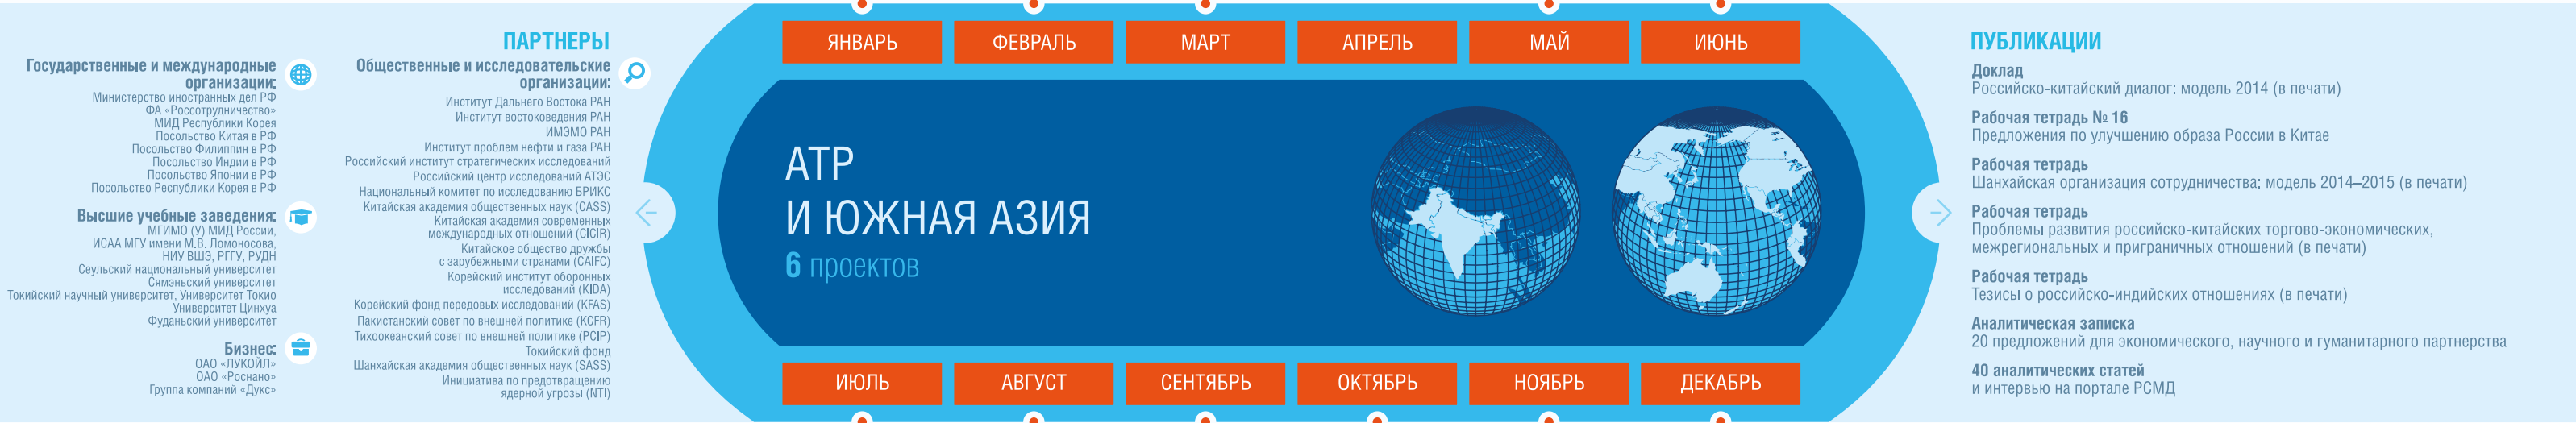 ПАРТНЕРЫ
Государственные и международные
организации:
Министерство иностранных дел РФ
ФА «Россотрудничество»
МИД Республики Корея
Посольство Китая в РФ
Посольство Филиппин в РФ
Посольство Индии в РФ
Посольство Японии в РФ
Посольство Республики Корея в РФ
Высшие учебные заведения:
МГИМО (У) МИД России,
ИСАА МГУ имени М.В. Ломоносова,
НИУ ВШЭ, РГГУ, РУДН
Сеульский национальный университет
Сямэньский университет
Токийский научный университет, Университет Токио
Университет Цинхуа
Фуданьский университет
Бизнес:
ОАО «ЛУКОЙЛ»
ОАО «Роснано»
Группа компаний «Дукс»
Общественные и исследовательские
организации:
Институт Дальнего Востока РАН
Институт востоковедения РАН
ИМЭМО РАН
Институт проблем нефти и газа РАН
Российский институт стратегических исследований
Российский центр исследований АТЭС
Национальный комитет по исследованию БРИКС
Китайская академия общественных наук (CASS)
Китайская академия современных
международных отношений (CICIR)
Китайское общество дружбы
с зарубежными странами (CAIFC)
Корейский институт оборонных
исследований (KIDA)
Корейский фонд передовых исследований (KFAS)
Пакистанский совет по внешней политике (KCFR)
Тихоокеанский совет по внешней политике (PCIP)
Токийский фонд
Шанхайская академия общественных наук (SASS)
Инициатива по предотвращению
ядерной угрозы (NTI)
ЯНВАРЬ
ФЕВРАЛЬ
МАРТ
АПРЕЛЬ
МАЙ
ИЮНЬ
АТР
И ЮЖНАЯ АЗИЯ
6 проектов
ИЮЛЬ
АВГУСТ
СЕНТЯБРЬ
ОКТЯБРЬ
НОЯБРЬ
ДЕКАБРЬ
ПУБЛИКАЦИИ
Доклад
Российско-китайский диалог: модель 2014 (в печати)
Рабочая тетрадь № 16
Предложения по улучшению образа России в Китае
Рабочая тетрадь
Шанхайская организация сотрудничества: модель 2014–2015 (в печати)
Рабочая тетрадь
Проблемы развития российско-китайских торгово-экономических,
межрегиональных и приграничных отношений (в печати)
Рабочая тетрадь
Тезисы о российско-индийских отношениях (в печати)
Аналитическая записка
20 предложений для экономического, научного и гуманитарного партнерства
40 аналитических статей
и интервью на портале РСМД